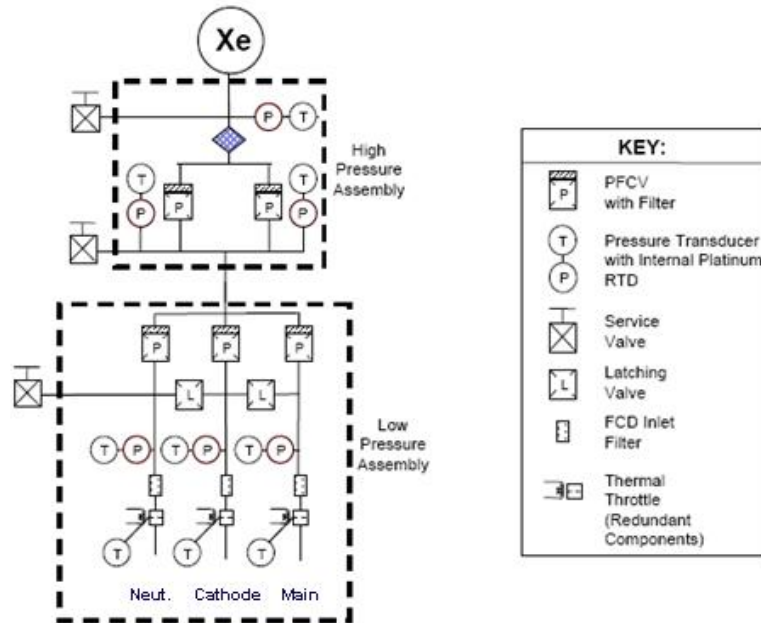 Xe
P T
High
Pressure
Assembly
T T
P P P P
P P P
L L
Low
Pressure
Assembly
T P T P T P
T T T
Neut. Cathode Main
KEY:
P
PFCV
with Filter
T
P
Pressure Transducer
with Internal Platinum
RTD
Service
Valve
L
Latching
Valve
FCD Inlet
Filter
Thermal
Throttle
(Redundant
Components)